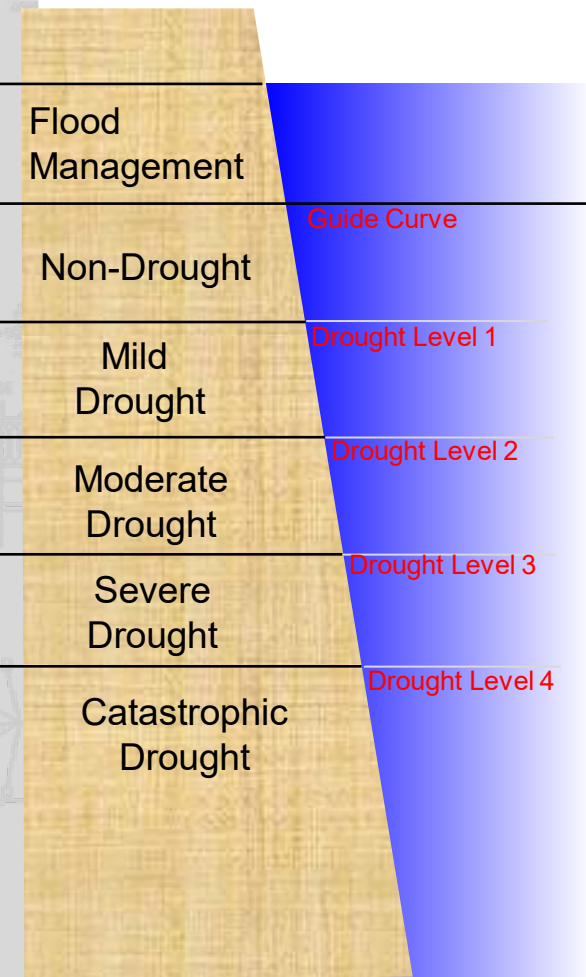 Flood
Management
Guide Curve
Non-Drought
Drought Level 1
Mild
Drought
Drought Level 2
Moderate
Drought
Drought Level 3
Severe
Drought
Drought Level 4
Catastrophic
Drought